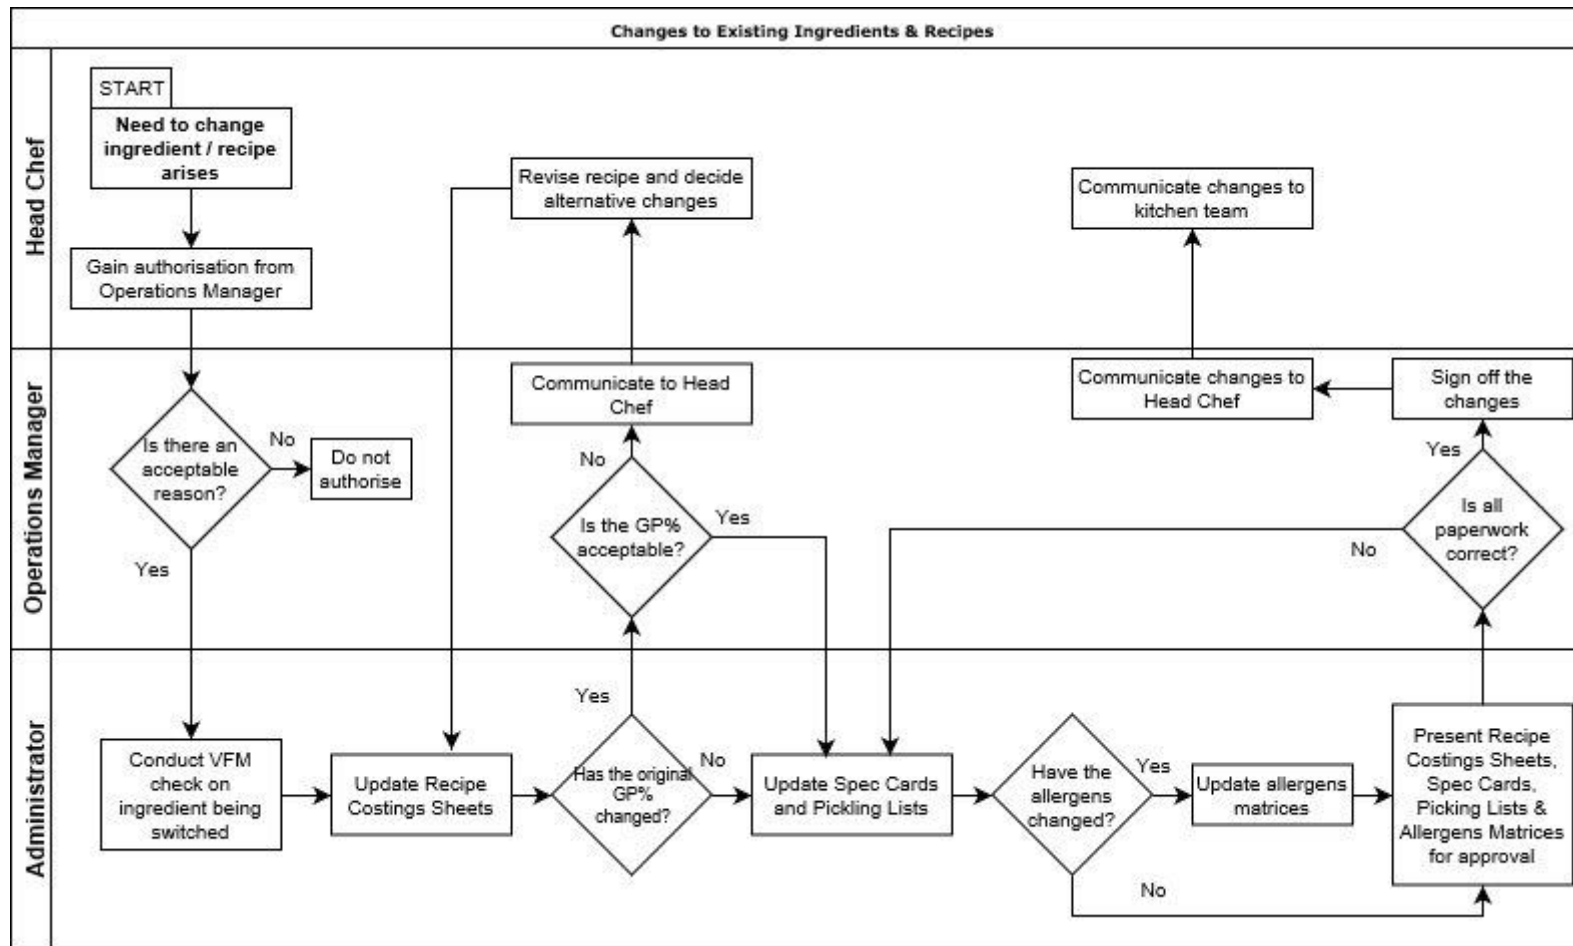 Changes to Existing Ingredients & Recipes
Head Chef
START
Need to change
ingredient / recipe
arises
Gain authorisation from
Operations Manager
Revise recipe and decide
alternative changes
Communicate changes to
kitchen team
Operations Manager
Is there an
acceptable
reason?
No
Do not
authorise
Yes
Communicate to Head
Chef
No
Is the GP%
acceptable?
Yes
Communicate changes to
Head Chef
Sign off the
changes
Yes
Is all
paperwork
correct?
No
Administrator
Conduct VFM
check on
ingredient being
switched
Update Recipe
Costings Sheets
Yes
Has the original
GP%
changed?
No
Update Spec Cards
and Pickling Lists
Have the
allergens
changed?
Yes
No
Update allergens
matrices
Present Recipe
Costings Sheets,
Spec Cards,
Picking Lists &
Allergens Matrices
for approval